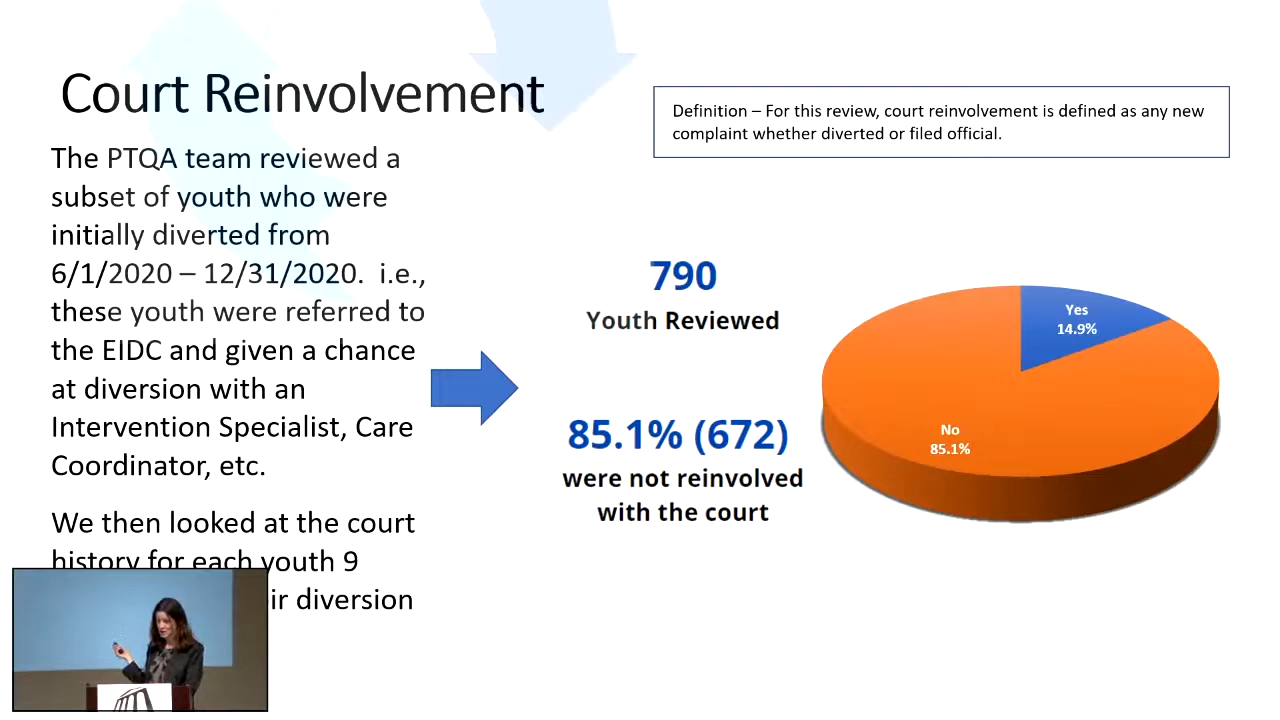 Court Reinvolvement
Definition – For this review, court reinvolvement is defined as any new
complaint whether diverted or filed official.
The PTQA team reviewed a
subset of youth who were
initially diverted from
6/1/2020 – 12/31/2020.  i.e.,
these youth were referred to
the EIDC and given a chance
at diversion with an
Intervention Specialist, Care
Coordinator, etc.
We then looked at the court
history for each youth 9
diversion
790
Youth Reviewed
85.1% (672)
were not reinvolved
with the court
Yes
14.9%
No
85.1%